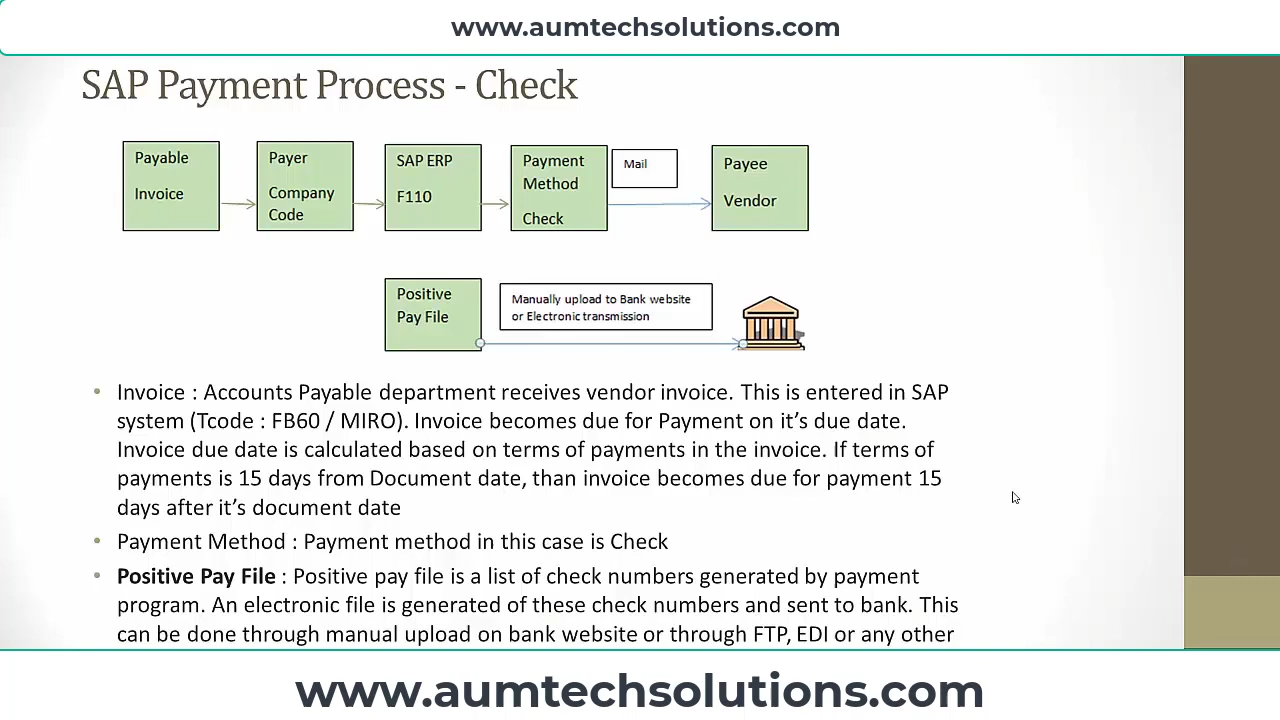 www.aumtechsolutions.com
SAP Payment Process - Check
Payable
Invoice
Payer
Company
Code
SAP ERP
F110
Payment
Method
Check
Mail
Payee
Vendor
Positive
Pay File
Manually upload to Bank website
or Electronic transmission
• Invoice : Accounts Payable department receives vendor invoice. This is entered in SAP
system (Tcode : FB60 / MIRO). Invoice becomes due for Payment on it’s due date.
Invoice due date is calculated based on terms of payments in the invoice. If terms of
payments is 15 days from Document date, than invoice becomes due for payment 15
days after it’s document date
• Payment Method : Payment method in this case is Check
• Positive Pay File : Positive pay file is a list of check numbers generated by payment
program. An electronic file is generated of these check numbers and sent to bank. This
can be done through manual upload on bank website or through FTP, EDI or any other
www.aumtechsolutions.com